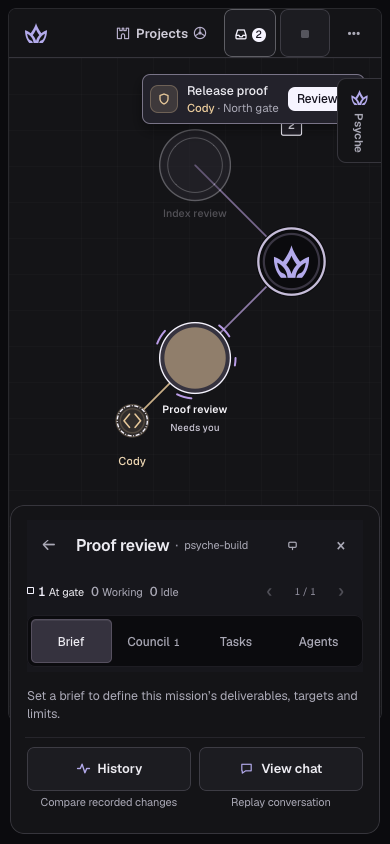 Projects
2
Release proof
Cody · North gate
Review
2
Psyche
Index review
Proof review
Needs you
Cody
Proof review · psyche-build
1 At gate 0 Working 0 Idle
1 / 1
Brief
Council 1
Tasks
Agents
Set a brief to define this mission's deliverables, targets and
limits.
History
View chat
Compare recorded changes
Replay conversation